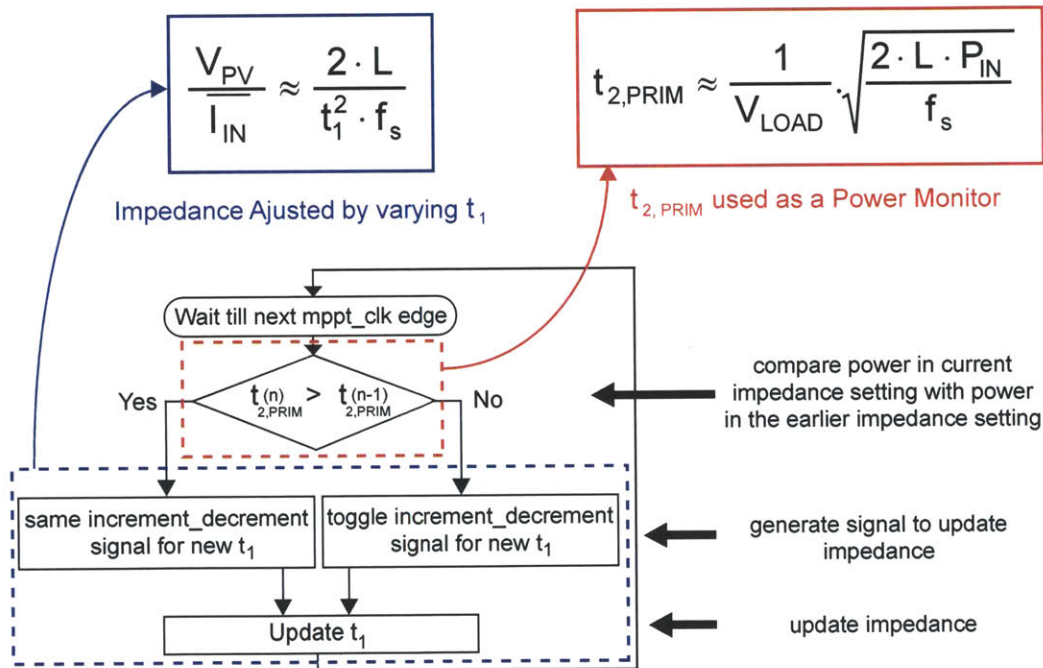 V_PV / I_IN ≈ 2 · L / t_1^2 · f_s
t_2,PRIM ≈ 1 / V_LOAD · √(2 · L · P_IN / f_s)
Impedance Ajusted by varying t_1
t_2, PRIM used as a Power Monitor
Wait till next mppt_clk edge
Yes
t_2,PRIM^(n) > t_2,PRIM^(n-1)
No
compare power in current
impedance setting with power
in the earlier impedance setting
same increment_decrement
signal for new t_1
toggle increment_decrement
signal for new t_1
generate signal to update
impedance
Update t_1
update impedance